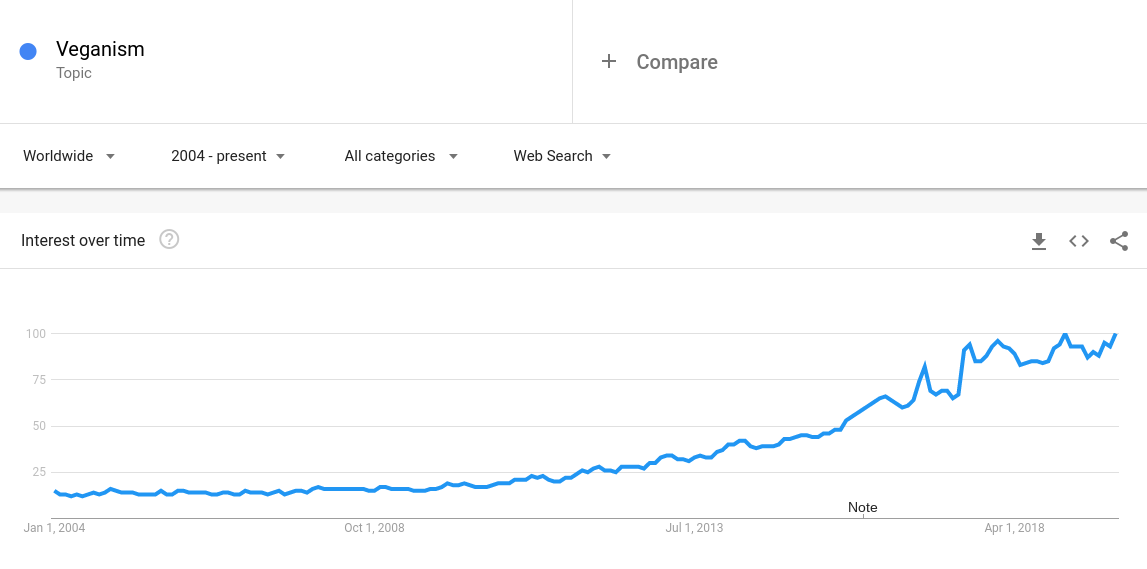 Veganism
Topic
Compare
Worldwide
2004 - present
All categories
Web Search
Interest over time
?
100
75
50
25
Note
Jan 1, 2004
Oct 1, 2008
Jul 1, 2013
Apr 1, 2018